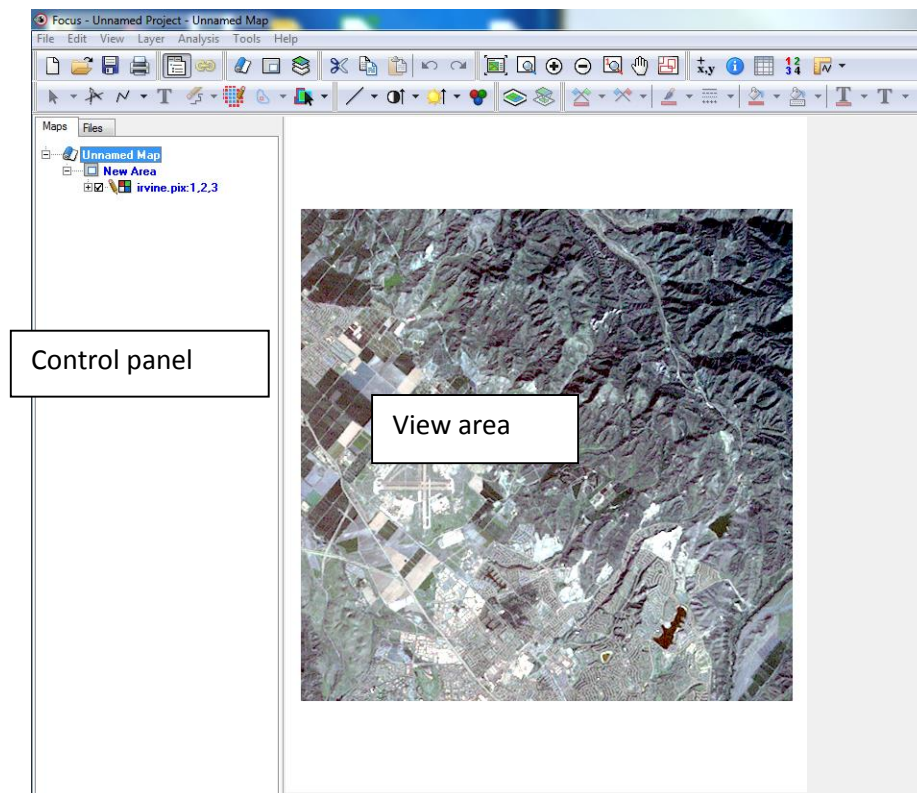 Focus - Unnamed Project - Unnamed Map
File Edit View Layer Analysis Tools Help
+ x,y i 1 2 3 4
T T T
Maps Files
Unnamed Map
New Area
irvine.pix:1,2,3
Control panel
View area